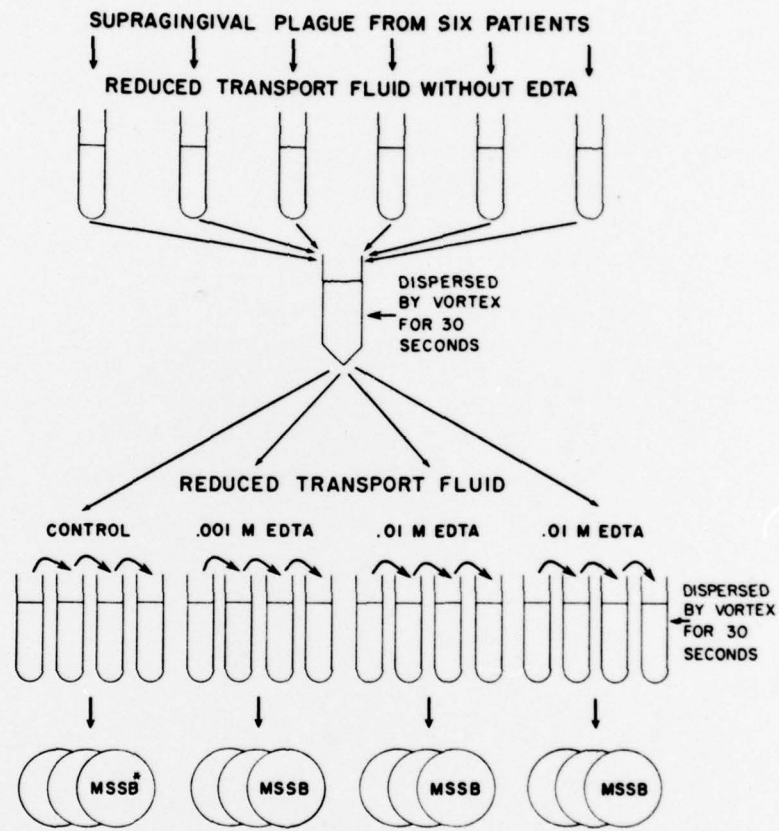 SUPRAGINGIVAL PLAGUE FROM SIX PATIENTS
REDUCED TRANSPORT FLUID WITHOUT EDTA
DISPERSED
BY VORTEX
FOR 30
SECONDS
REDUCED TRANSPORT FLUID
CONTROL
.001 M EDTA
.01 M EDTA
.01 M EDTA
DISPERSED
BY VORTEX
FOR 30
SECONDS
MSSB*
MSSB
MSSB
MSSB